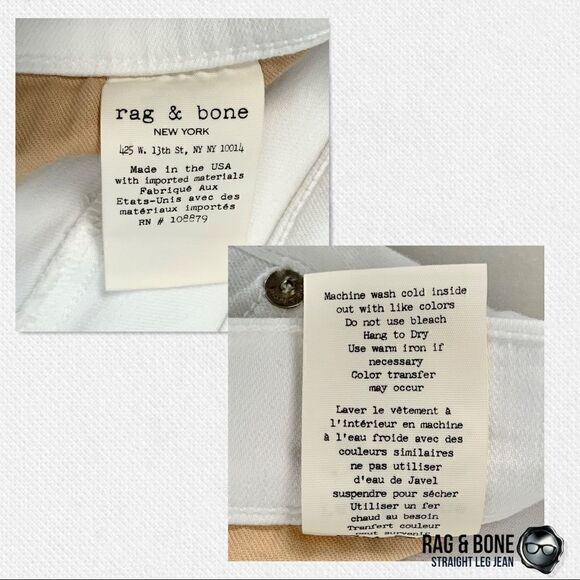 rag & bone
NEW YORK
425 W. 13th St, NY NY 10014
Made in the USA
with imported materials
Fabriqué Aux
Etats-Unis avec des
matériaux importés
RN # 108879
Machine wash cold inside
out with like colors
Do not use bleach
Hang to Dry
Use warm iron if
necessary
Color transfer
may occur
Laver le vêtement à
l'intérieur en machine
à l'eau froide avec des
couleurs similaires
ne pas utiliser
d'eau de Javel
suspendre pour sécher
Utiliser un fer
chaud au besoin
Tranfert couleur
peut survenir
RAG & BONE
STRAIGHT LEG JEAN